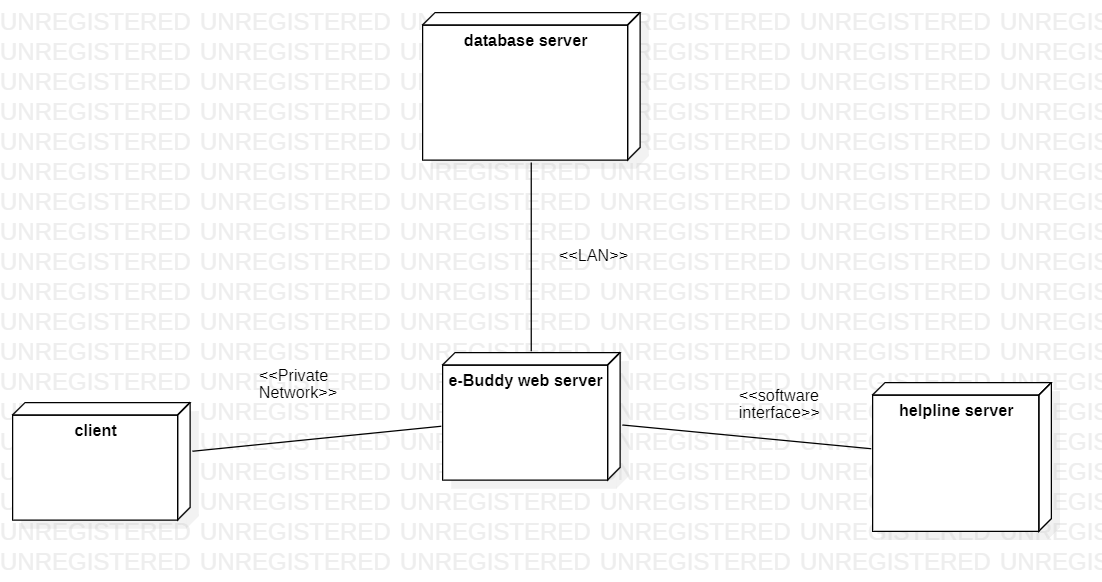 UNREGISTERED UNREGISTERED UNREGISTERED UNREGISTERED UNREGISTERED UNREGIS
database server
<<LAN>>
<<Private
Network>>
e-Buddy web server
<<software
interface>>
helpline server
client